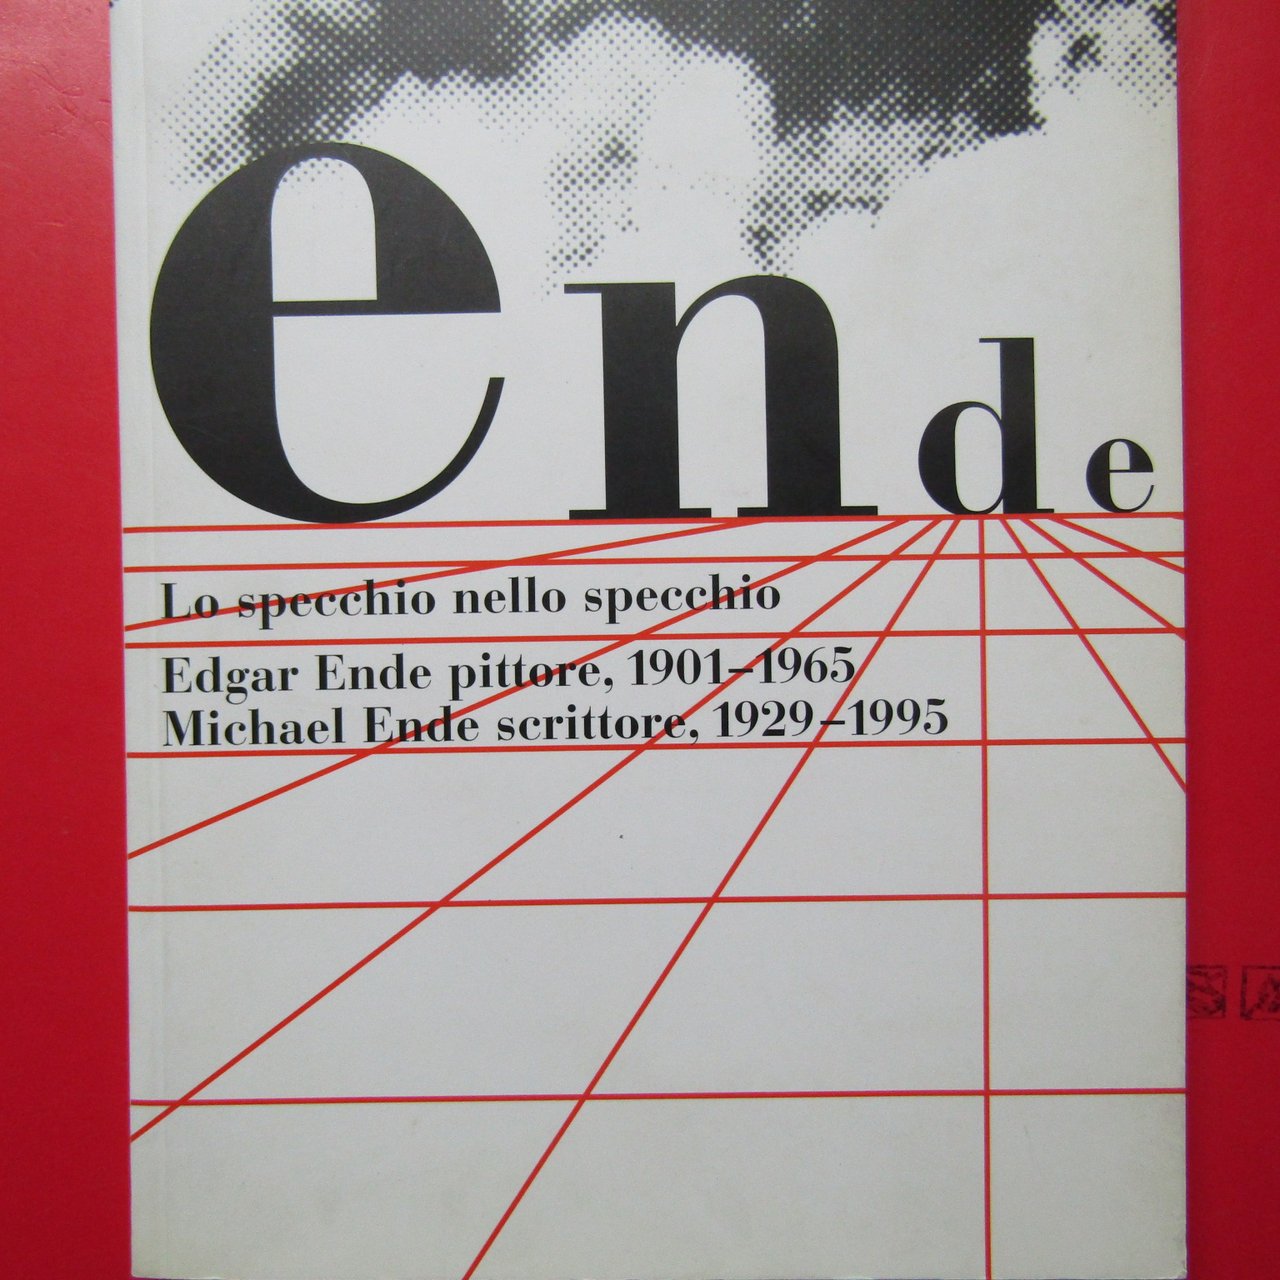 ende
Lo specchio nello specchio
Edgar Ende pittore, 1901–1965
Michael Ende scrittore, 1929–1995